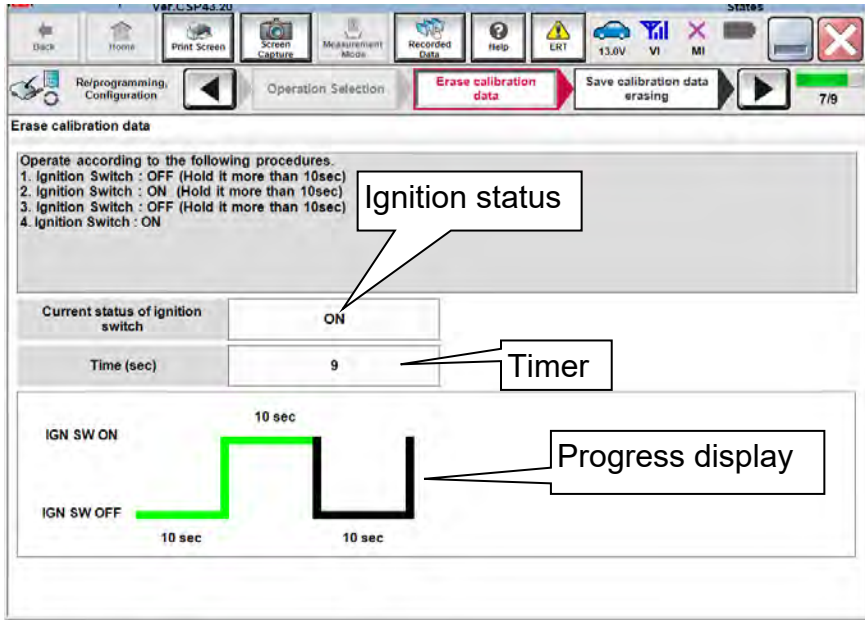 Ver.CSP43.20
States
Back
Home
Print Screen
Screen Capture
Measurement Mode
Recorded Data
Help
ERT
13.0V
VI
MI
Re/programming, Configuration
Operation Selection
Erase calibration data
Save calibration data erasing
7/9
Erase calibration data
Operate according to the following procedures.
1. Ignition Switch : OFF (Hold it more than 10sec)
2. Ignition Switch : ON (Hold it more than 10sec)
3. Ignition Switch : OFF (Hold it more than 10sec)
4. Ignition Switch : ON
Ignition status
Current status of ignition switch
ON
Time (sec)
9
Timer
10 sec
IGN SW ON
Progress display
IGN SW OFF
10 sec
10 sec